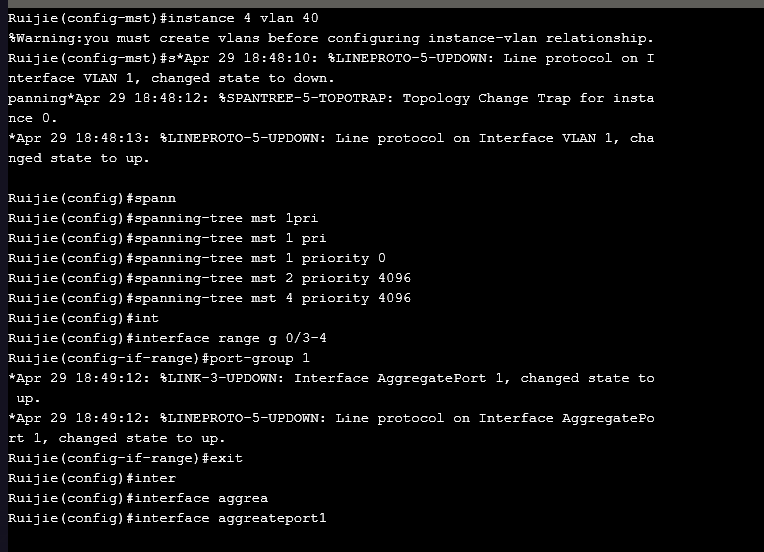 Ruijie(config-mst)#instance 4 vlan 40
%Warning:you must create vlans before configuring instance-vlan relationship.
Ruijie(config-mst)#s*Apr 29 18:48:10: %LINEPROTO-5-UPDOWN: Line protocol on I
nterface VLAN 1, changed state to down.
panning*Apr 29 18:48:12: %SPANTREE-5-TOPOTRAP: Topology Change Trap for insta
nce 0.
*Apr 29 18:48:13: %LINEPROTO-5-UPDOWN: Line protocol on Interface VLAN 1, cha
nged state to up.
Ruijie(config)#spann
Ruijie(config)#spanning-tree mst 1pri
Ruijie(config)#spanning-tree mst 1 pri
Ruijie(config)#spanning-tree mst 1 priority 0
Ruijie(config)#spanning-tree mst 2 priority 4096
Ruijie(config)#spanning-tree mst 4 priority 4096
Ruijie(config)#int
Ruijie(config)#interface range g 0/3-4
Ruijie(config-if-range)#port-group 1
*Apr 29 18:49:12: %LINK-3-UPDOWN: Interface AggregatePort 1, changed state to
up.
*Apr 29 18:49:12: %LINEPROTO-5-UPDOWN: Line protocol on Interface AggregatePo
rt 1, changed state to up.
Ruijie(config-if-range)#exit
Ruijie(config)#inter
Ruijie(config)#interface aggrea
Ruijie(config)#interface aggreateport1